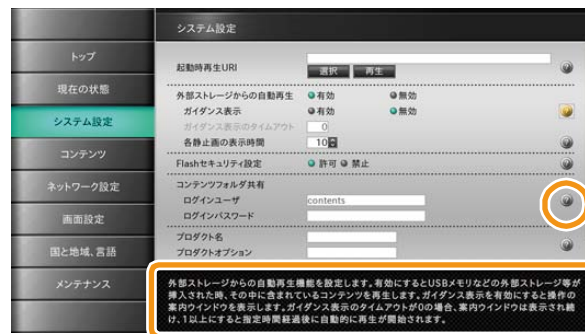 システム設定
トップ
現在の状態
システム設定
コンテンツ
ネットワーク設定
画面設定
国と地域、言語
メンテナンス
起動時再生URI
選択 再生
外部ストレージからの自動再生 有効 無効
ガイダンス表示 有効 無効
ガイダンス表示のタイムアウト 0
各静止画の表示時間 10
Flashセキュリティ設定 許可 禁止
コンテンツフォルダ共有
ログインユーザ contents
ログインパスワード
プロダクト名
プロダクトオプション
外部ストレージからの自動再生機能を設定します。有効にするとUSBメモリなどの外部ストレージ等が
挿入された時、その中に含まれているコンテンツを再生します。ガイダンス表示を有効にすると操作の
案内ウインドウを表示します。ガイダンス表示のタイムアウトが0の場合、案内ウインドウは表示され続
け、1以上にすると指定時間経過後に自動的に再生が開始されます。